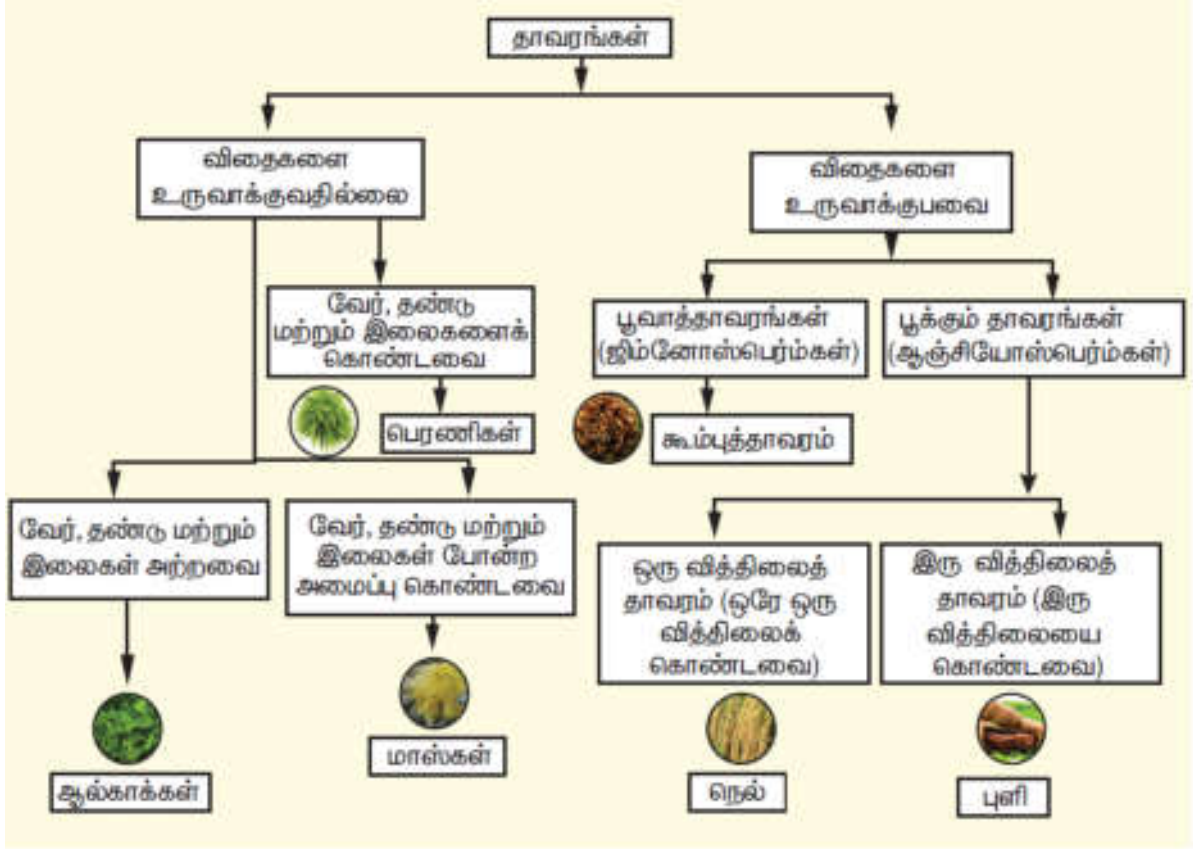 தாவரங்கள்
விதைகளை
உருவாக்குவதில்லை
விதைகளை
உருவாக்குபவை
வேர், தண்டு
மற்றும் இலைகளைக்
கொண்டவை
பூவாத்தாவரங்கள்
(ஜிம்னோஸ்பெர்ம்கள்)
பூக்கும் தாவரங்கள்
(ஆஞ்சியோஸ்பெர்ம்கள்)
பெரணிகள்
கூம்புத்தாவரம்
வேர், தண்டு மற்றும்
இலைகள் அற்றவை
வேர், தண்டு மற்றும்
இலைகள் போன்ற
அமைப்பு கொண்டவை
ஒரு வித்திலைத்
தாவரம் (ஒரே ஒரு
வித்திலைக்
கொண்டவை)
இரு வித்திலைத்
தாவரம் (இரு
வித்திலையை
கொண்டவை)
ஆல்காக்கள்
மாஸ்கள்
நெல்
புளி